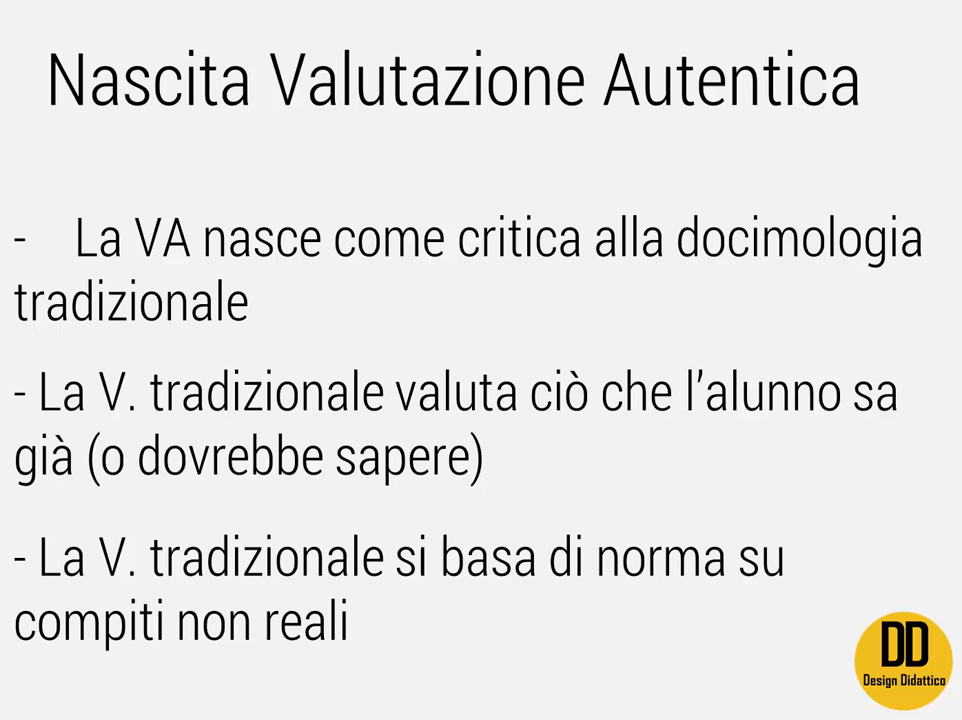 Nascita Valutazione Autentica
- La VA nasce come critica alla docimologia
tradizionale
- La V. tradizionale valuta ciò che l’alunno sa
già (o dovrebbe sapere)
- La V. tradizionale si basa di norma su
compiti non reali
DD
Design Didattico